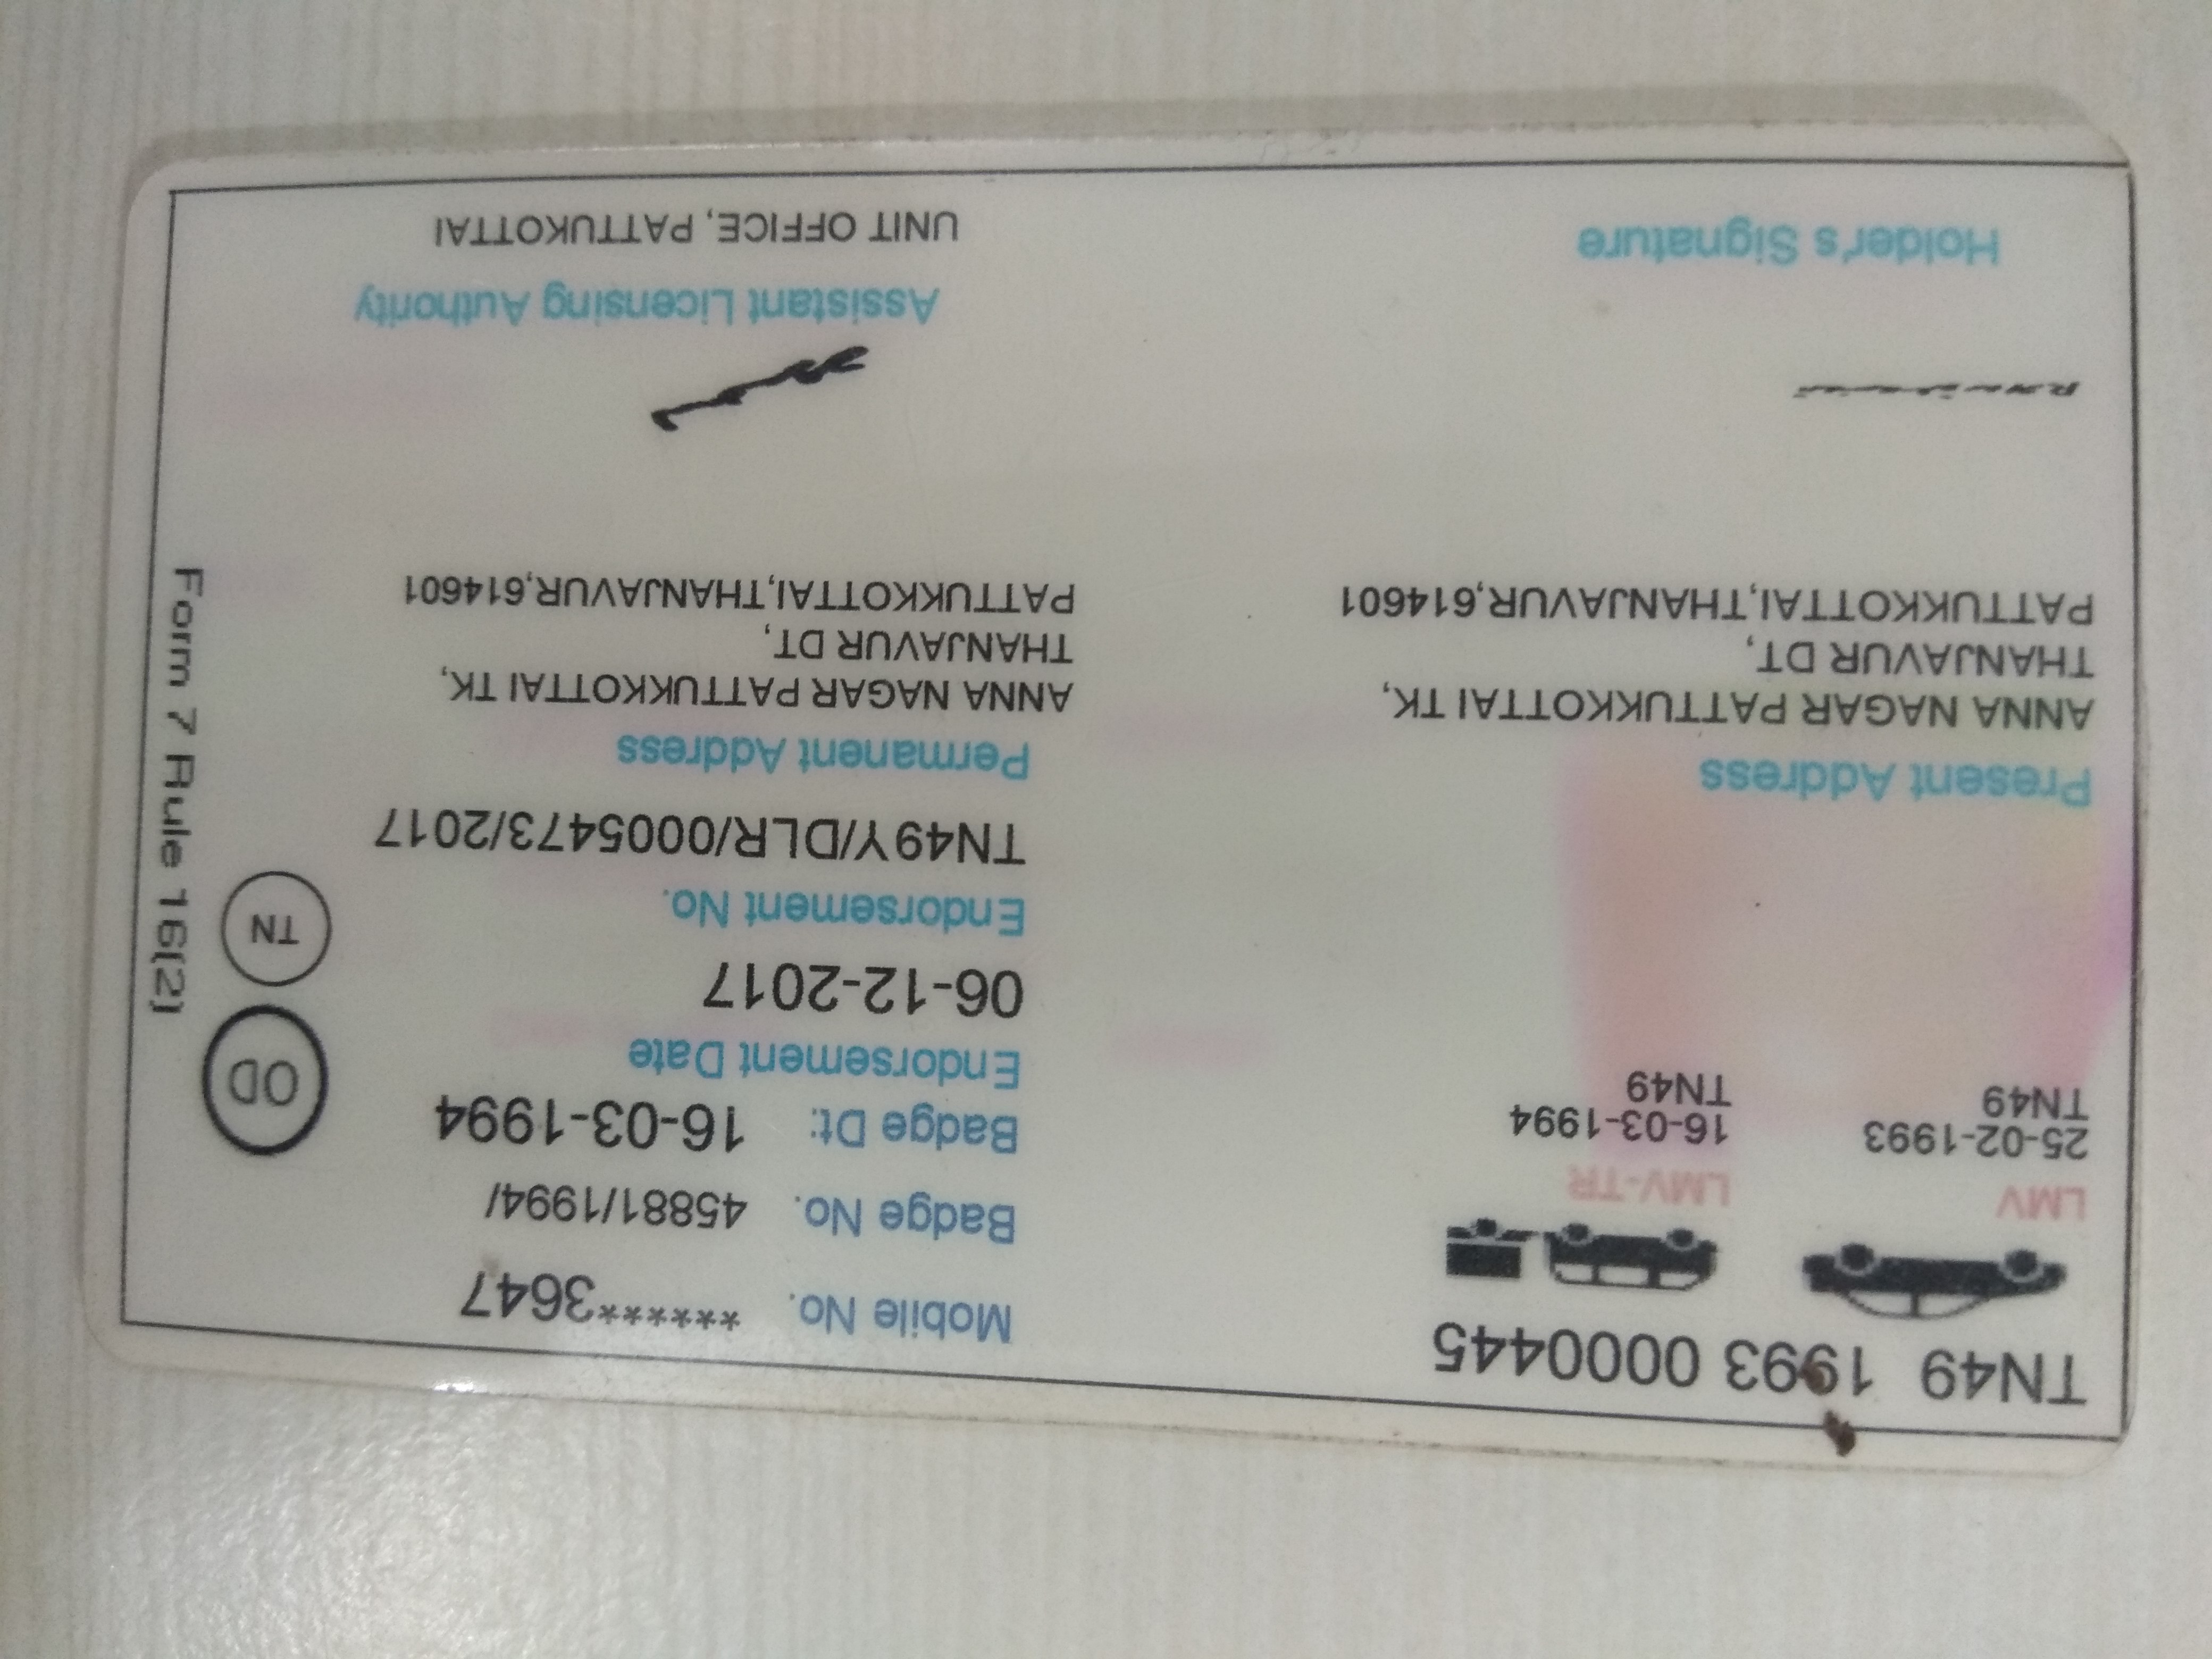 TN49 1993 0000445
LMV
25-02-1993
TN49
LMV-TR
16-03-1994
TN49
Mobile No. ******3647
Badge No. 45881/1994/
Badge Dt: 16-03-1994
Endorsement Date
06-12-2017
Endorsement No.
TN49Y/DLR/0005473/2017
OD
TN
Form 7 Rule 16(2)
Present Address
ANNA NAGAR PATTUKKOTTAI TK,
THANJAVUR DT,
PATTUKKOTTAI,THANJAVUR,614601
Permanent Address
ANNA NAGAR PATTUKKOTTAI TK,
THANJAVUR DT,
PATTUKKOTTAI,THANJAVUR,614601
Holder's Signature
Assistant Licensing Authority
UNIT OFFICE, PATTUKOTTAI